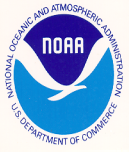 NATIONAL OCEANIC AND ATMOSPHERIC ADMINISTRATION
NOAA
U.S. DEPARTMENT OF COMMERCE